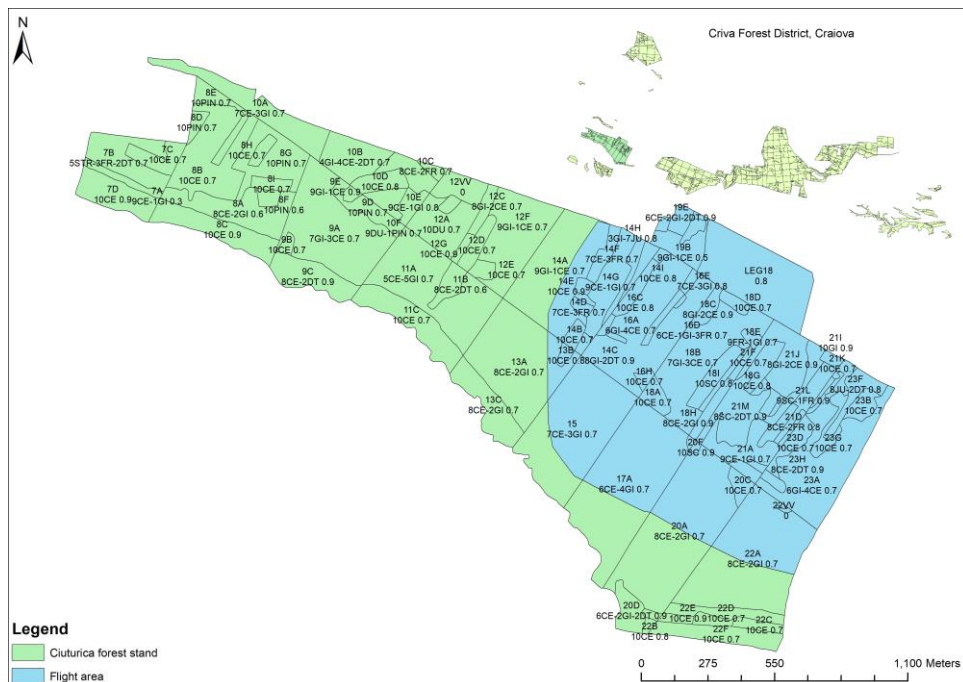 N
Criva Forest District, Craiova
8E
10PIN 0.7
10A
7CE-3GI 0.7
8D
10PIN 0.7
7B
5STR-3FR-2DT 0.7
7C
10CE 0.7
8H
10CE 0.7
8G
10PIN 0.7
10B
4GI-4CE-2DT 0.7
10C
8CE-2FR 0.7
8B
10CE 0.7
8I
10CE 0.7
9E
9GI-1CE 0.9
10D
10CE 0.8
12VV
0
7D
10CE 0.9
7A
9CE-1GI 0.3
8A
8CE-2GI 0.6
8F
10PIN 0.6
9D
10PIN 0.7
10E
9CE-1GI 0.8
12C
8GI-2CE 0.7
8C
10CE 0.9
9A
7GI-3CE 0.7
10F
9DU-1PIN 0.7
12A
10DU 0.7
12F
9GI-1CE 0.7
9B
10CE 0.7
12G
10CE 0.9
12D
10CE 0.7
9C
8CE-2DT 0.9
11A
5CE-5GI 0.7
11B
8CE-2DT 0.6
12E
10CE 0.7
11C
10CE 0.7
14A
9GI-1CE 0.7
14H
3GI-7JU 0.8
19E
6CE-2GI-2DT 0.9
14F
7CE-3FR 0.7
19B
9GI-1CE 0.5
14E
10CE 0.9
14G
9CE-1GI 0.7
14I
10CE 0.8
16E
7CE-3GI 0.8
LEG18
0.8
14D
7CE-3FR 0.7
16C
10CE 0.8
18C
8GI-2CE 0.9
18D
10CE 0.7
14B
10CE 0.7
16A
6GI-4CE 0.7
16D
6CE-1GI-3FR 0.7
18E
9FR-1GI 0.7
21I
10GI 0.9
13B
10CE 0.8
14C
8GI-2DT 0.9
18B
7GI-3CE 0.7
21F
10CE 0.7
21J
8GI-2CE 0.9
21K
10CE 0.7
13A
8CE-2GI 0.7
16H
10CE 0.7
18I
10SC 0.8
18G
10CE 0.8
23F
8JU-2DT 0.8
18A
10CE 0.7
21L
9SC-1FR 0.9
23B
10CE 0.7
13C
8CE-2GI 0.7
18H
8CE-2GI 0.9
21M
8SC-2DT 0.9
21D
8CE-2FR 0.8
15
7CE-3GI 0.7
20F
10SC 0.9
21A
9CE-1GI 0.7
23D
10CE 0.7
23G
10CE 0.7
23H
8CE-2DT 0.9
17A
6CE-4GI 0.7
20C
10CE 0.7
23A
6GI-4CE 0.7
22VV
0
20A
8CE-2GI 0.7
22A
8CE-2GI 0.7
20D
6CE-2GI-2DT 0.9
22E
10CE 0.9
22D
10CE 0.7
22C
10CE 0.7
22B
10CE 0.8
22F
10CE 0.7
Legend
Ciuturica forest stand
Flight area
0 275 550 1,100 Meters